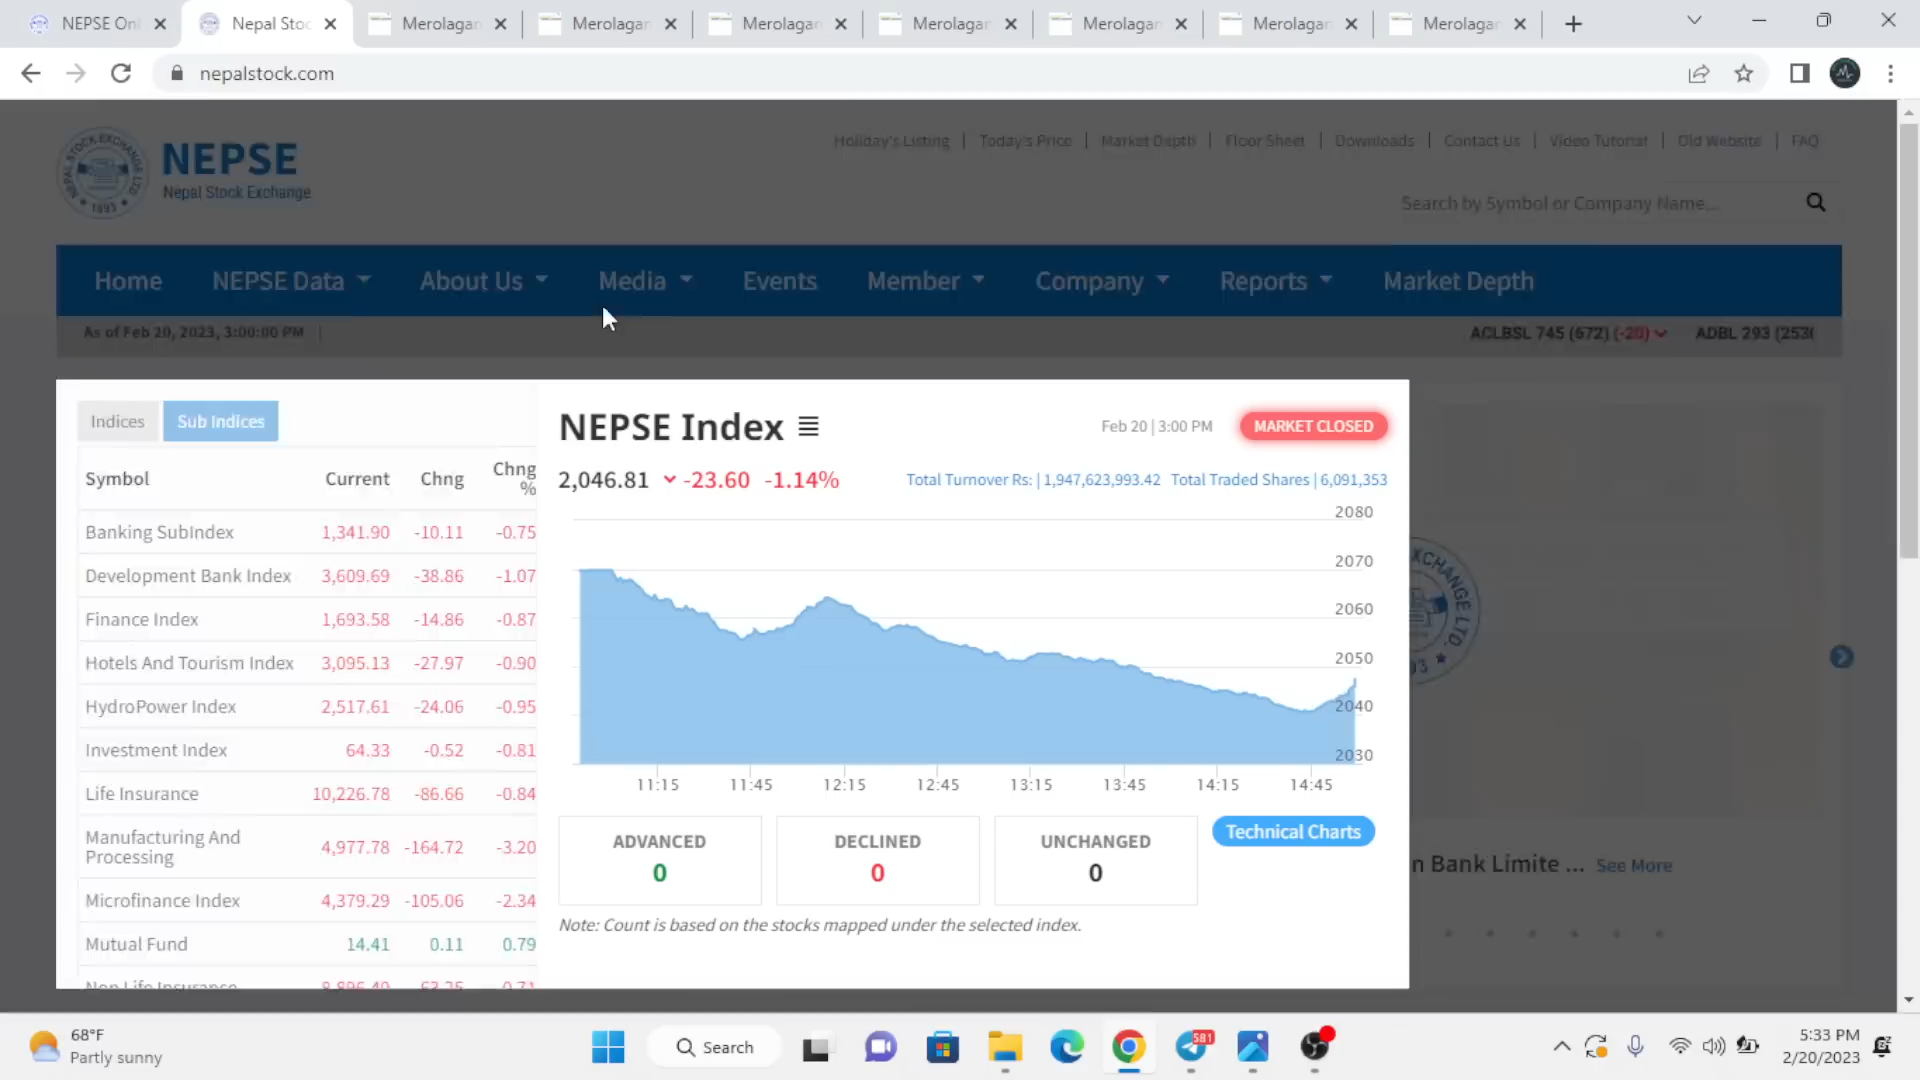 NEPSE Onl
Nepal Stoc
Merolagan
Merolagan
Merolagan
Merolagan
Merolagan
Merolagan
Merolagan
nepalstock.com
NEPSE
Nepal Stock Exchange
Holiday's Listing | Today's Price | Market Depth | Floor Sheet | Downloads | Contact Us | Video Tutorial | Old Website | FAQ
Search by Symbol or Company Name...
Home NEPSE Data About Us Media Events Member Company Reports Market Depth
As of Feb 20, 2023, 3:00:00 PM |
ACLBSL 745 (672) (-20) ADBL 293 (2530
Indices Sub Indices
Symbol Current Chng Chng %
Banking SubIndex 1,341.90 -10.11 -0.75
Development Bank Index 3,609.69 -38.86 -1.07
Finance Index 1,693.58 -14.86 -0.87
Hotels And Tourism Index 3,095.13 -27.97 -0.90
HydroPower Index 2,517.61 -24.06 -0.95
Investment Index 64.33 -0.52 -0.81
Life Insurance 10,226.78 -86.66 -0.84
Manufacturing And
Processing 4,977.78 -164.72 -3.20
Microfinance Index 4,379.29 -105.06 -2.34
Mutual Fund 14.41 0.11 0.79
NEPSE Index
Feb 20 | 3:00 PM MARKET CLOSED
2,046.81 -23.60 -1.14%
Total Turnover Rs: | 1,947,623,993.42 Total Traded Shares | 6,091,353
2080
2070
2060
2050
2040
2030
11:15 11:45 12:15 12:45 13:15 13:45 14:15 14:45
ADVANCED
0
DECLINED
0
UNCHANGED
0
Technical Charts
Note: Count is based on the stocks mapped under the selected index.
n Bank Limite ... See More
68°F
Partly sunny
Search
581
5:33 PM
2/20/2023